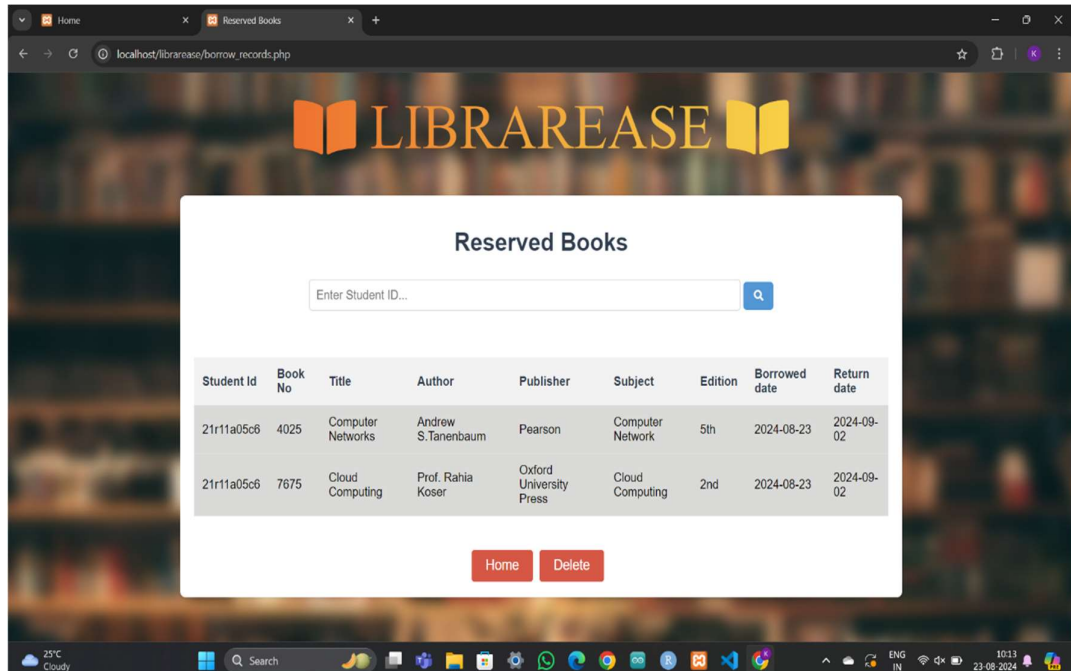 Home
Reserved Books
localhost/librarease/borrow_records.php
K
LIBRAREASE
Reserved Books
Enter Student ID...
Student Id Book No Title Author Publisher Subject Edition Borrowed date Return date
21r11a05c6 4025 Computer Networks Andrew S.Tanenbaum Pearson Computer Network 5th 2024-08-23 2024-09-02
21r11a05c6 7675 Cloud Computing Prof. Rahia Koser Oxford University Press Cloud Computing 2nd 2024-08-23 2024-09-02
Home Delete
25°C
Cloudy
Search
ENG
IN
10:13
23-08-2024